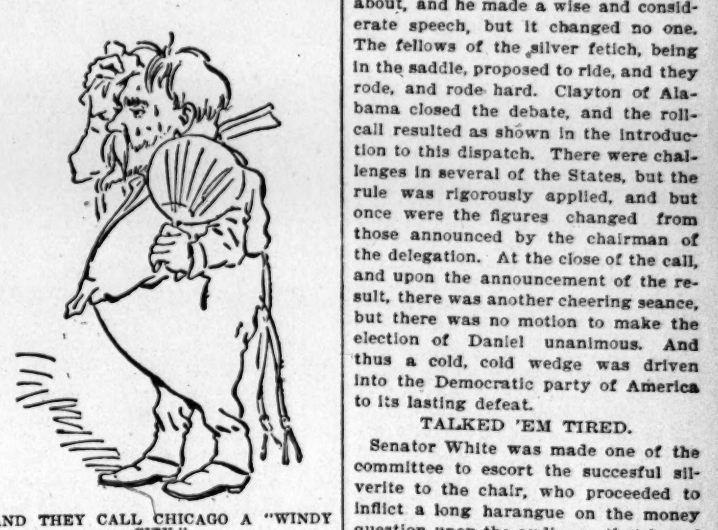 AND THEY CALL CHICAGO A "WINDY
about, and he made a wise and consid-
erate speech, but it changed no one.
The fellows of the silver fetich, being
in the saddle, proposed to ride, and they
rode, and rode hard. Clayton of Ala-
bama closed the debate, and the roll-
call resulted as shown in the introduc-
tion to this dispatch. There were chal-
lenges in several of the States, but the
rule was rigorously applied, and but
once were the figures changed from
those announced by the chairman of
the delegation. At the close of the call,
and upon the announcement of the re-
sult, there was another cheering seance,
but there was no motion to make the
election of Daniel unanimous. And
thus a cold, cold wedge was driven
into the Democratic party of America
to its lasting defeat.
TALKED 'EM TIRED.
Senator White was made one of the
committee to escort the succesful sil-
verite to the chair, who proceeded to
inflict a long harangue on the money
question upon the